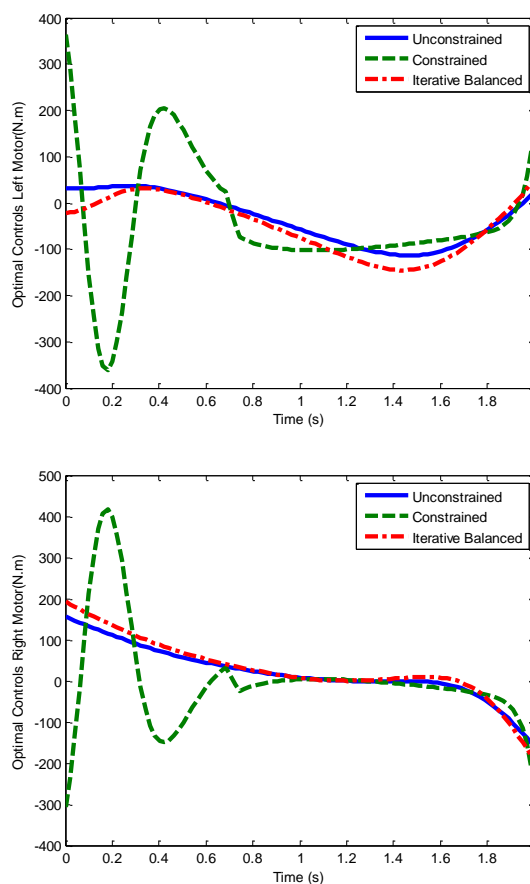 400
300
200
100
0
-100
-200
-300
-400
Optimal Controls Left Motor(N.m)
Unconstrained
Constrained
Iterative Balanced
0 0.2 0.4 0.6 0.8 1 1.2 1.4 1.6 1.8
Time (s)
500
400
300
200
100
0
-100
-200
-300
-400
Optimal Controls Right Motor(N.m)
Unconstrained
Constrained
Iterative Balanced
0 0.2 0.4 0.6 0.8 1 1.2 1.4 1.6 1.8
Time (s)